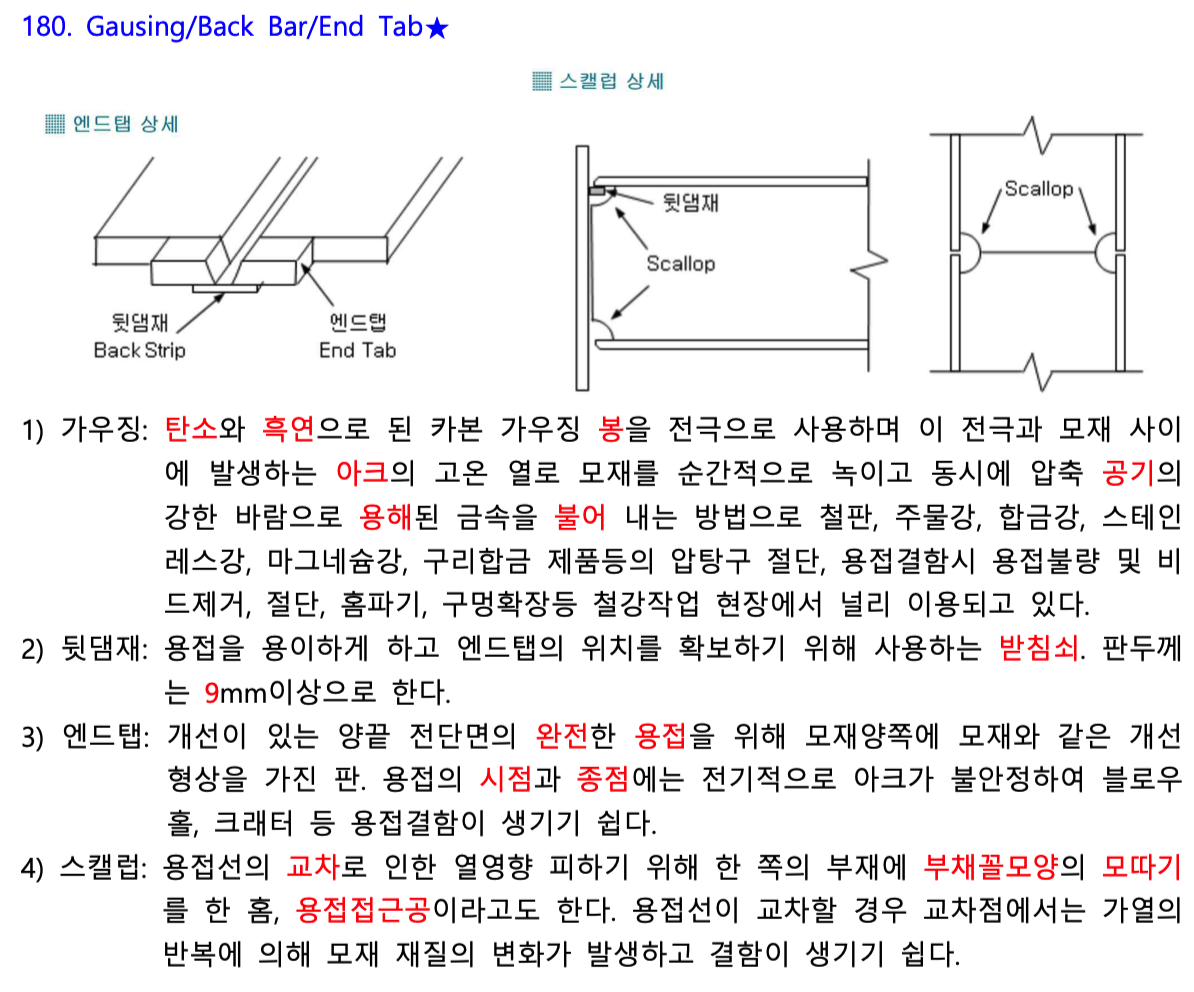 180. Gausing/Back Bar/End Tab★
▦ 스캘럽 상세
▦ 엔드탭 상세
뒷댐재
Back Strip
엔드탭
End Tab
뒷댐재
Scallop
Scallop
1) 가우징: 탄소와 흑연으로 된 카본 가우징 봉을 전극으로 사용하며 이 전극과 모재 사이
에 발생하는 아크의 고온 열로 모재를 순간적으로 녹이고 동시에 압축 공기의
강한 바람으로 용해된 금속을 불어 내는 방법으로 철판, 주물강, 합금강, 스테인
레스강, 마그네슘강, 구리합금 제품등의 압탕구 절단, 용접결함시 용접불량 및 비
드제거, 절단, 홈파기, 구멍확장등 철강작업 현장에서 널리 이용되고 있다.
2) 뒷댐재: 용접을 용이하게 하고 엔드탭의 위치를 확보하기 위해 사용하는 받침쇠. 판두께
는 9mm이상으로 한다.
3) 엔드탭: 개선이 있는 양끝 전단면의 완전한 용접을 위해 모재양쪽에 모재와 같은 개선
형상을 가진 판. 용접의 시점과 종점에는 전기적으로 아크가 불안정하여 블로우
홀, 크래터 등 용접결함이 생기기 쉽다.
4) 스캘럽: 용접선의 교차로 인한 열영향 피하기 위해 한 쪽의 부재에 부채꼴모양의 모따기
를 한 홈, 용접접근공이라고도 한다. 용접선이 교차할 경우 교차점에서는 가열의
반복에 의해 모재 재질의 변화가 발생하고 결함이 생기기 쉽다.